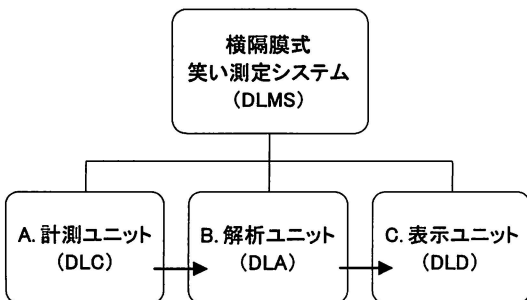 横隔膜式
笑い測定システム
(DLMS)
A. 計測ユニット
(DLC)
B. 解析ユニット
(DLA)
C. 表示ユニット
(DLD)